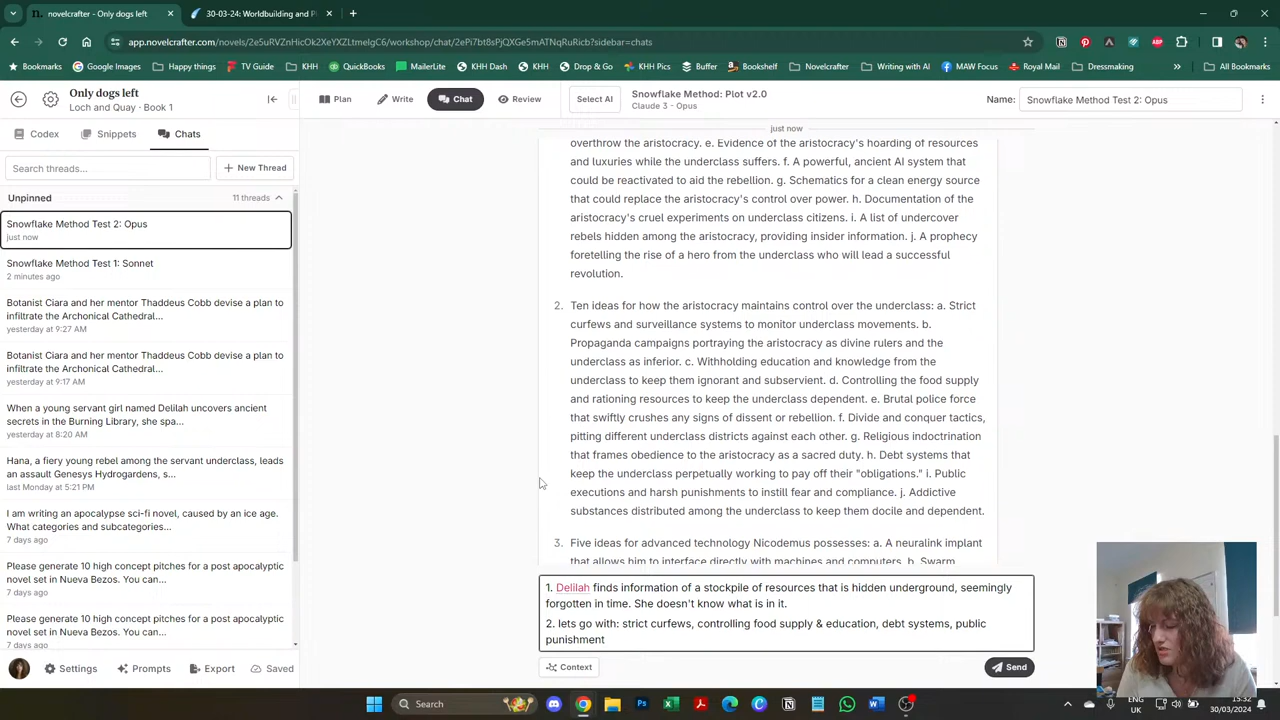 novelcrafter - Only dogs left
30-03-24: Worldbuilding and P
app.novelcrafter.com/novels/2e5uRVZnHicOk2XeYXZLtmelgC6/workshop/chat/2ePi7bt8sPjQXGe5mATNqRuRicb?sidebar=chats
Bookmarks
Google Images
Happy things
TV Guide
KHH
QuickBooks
MailerLite
KHH Dash
KHH
Drop & Go
KHH Pics
Buffer
Bookshelf
Novelcrafter
Writing with AI
MAW Focus
Royal Mail
Dressmaking
All Bookmarks
Only dogs left
Loch and Quay - Book 1
Plan
Write
Chat
Review
Select AI
Snowflake Method: Plot v2.0
Claude 3 - Opus
Name:
Snowflake Method Test 2: Opus
Codex
Snippets
Chats
Search threads...
New Thread
Unpinned
11 threads
Snowflake Method Test 2: Opus
just now
Snowflake Method Test 1: Sonnet
2 minutes ago
Botanist Ciara and her mentor Thaddeus Cobb devise a plan to
infiltrate the Archonical Cathedral...
yesterday at 9:27 AM
Botanist Ciara and her mentor Thaddeus Cobb devise a plan to
infiltrate the Archonical Cathedral...
yesterday at 9:17 AM
When a young servant girl named Delilah uncovers ancient
secrets in the Burning Library, she spa...
yesterday at 8:20 AM
Hana, a fiery young rebel among the servant underclass, leads
an assault Genesys Hydrogardens, s...
last Monday at 5:21 PM
I am writing an apocalypse sci-fi novel, caused by an ice age.
What categories and subcategories...
7 days ago
Please generate 10 high concept pitches for a post apocalyptic
novel set in Nueva Bezos. You can...
7 days ago
Please generate 10 high concept pitches for a post apocalyptic
novel set in Nueva Bezos. You can...
7 days ago
Settings
Prompts
Export
Saved
just now
overthrow the aristocracy. e. Evidence of the aristocracy's hoarding of resources
and luxuries while the underclass suffers. f. A powerful, ancient AI system that
could be reactivated to aid the rebellion. g. Schematics for a clean energy source
that could replace the aristocracy's control over power. h. Documentation of the
aristocracy's cruel experiments on underclass citizens. i. A list of undercover
rebels hidden among the aristocracy, providing insider information. j. A prophecy
foretelling the rise of a hero from the underclass who will lead a successful
revolution.
2. Ten ideas for how the aristocracy maintains control over the underclass: a. Strict
curfews and surveillance systems to monitor underclass movements. b.
Propaganda campaigns portraying the aristocracy as divine rulers and the
underclass as inferior. c. Withholding education and knowledge from the
underclass to keep them ignorant and subservient. d. Controlling the food supply
and rationing resources to keep the underclass dependent. e. Brutal police force
that swiftly crushes any signs of dissent or rebellion. f. Divide and conquer tactics,
pitting different underclass districts against each other. g. Religious indoctrination
that frames obedience to the aristocracy as a sacred duty. h. Debt systems that
keep the underclass perpetually working to pay off their "obligations." i. Public
executions and harsh punishments to instill fear and compliance. j. Addictive
substances distributed among the underclass to keep them docile and dependent.
3. Five ideas for advanced technology Nicodemus possesses: a. A neuralink implant
that allows him to interface directly with machines and computers. b. Swarm
1. Delilah finds information of a stockpile of resources that is hidden underground, seemingly
forgotten in time. She doesn't know what is in it.
2. lets go with: strict curfews, controlling food supply & education, debt systems, public
punishment
Context
Send
Search
ENG
UK
15:32
30/03/2024